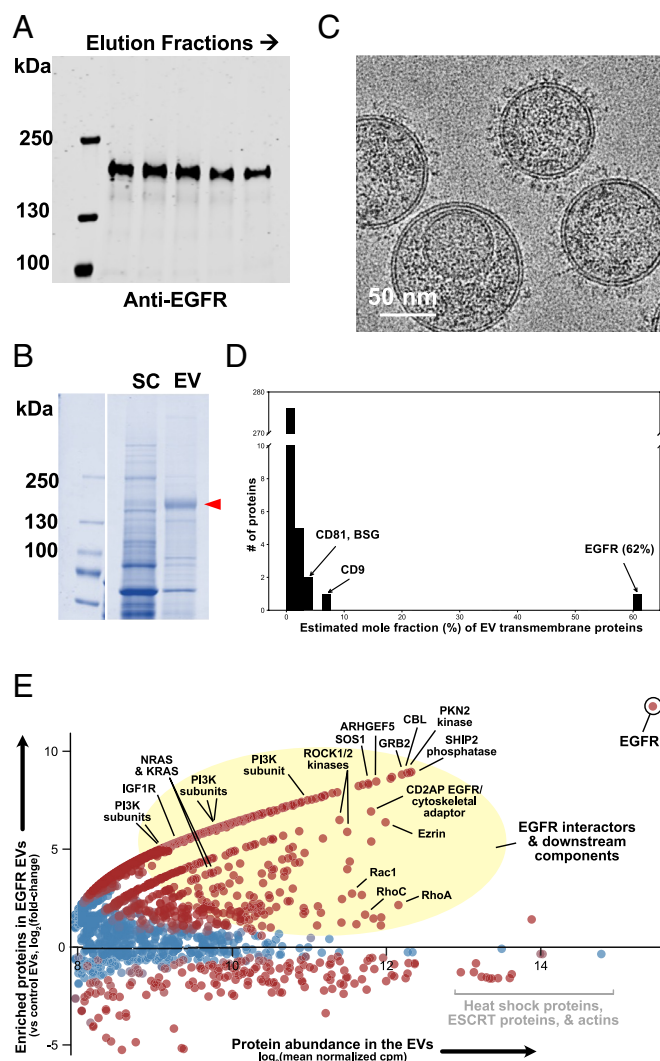 A
Elution Fractions →
kDa
250
130
100
Anti-EGFR
B
SC EV
kDa
250
130
100
C
50 nm
D
280
270
10
8
6
4
2
0
# of proteins
CD81, BSG
CD9
EGFR (62%)
0 10 20 30 40 50 60
Estimated mole fraction (%) of EV transmembrane proteins
E
Enriched proteins in EGFR EVs
(vs control EVs, log2(fold-change)
10
5
0
-5
8 10 12 14
Protein abundance in the EVs
log2(mean normalized cpm)
PI3K
subunits
IGF1R
NRAS
& KRAS
PI3K
subunits
PI3K
subunit
ROCK1/2
kinases
SOS1
ARHGEF5
GRB2
CBL
PKN2
kinase
SHIP2
phosphatase
CD2AP EGFR/
cytoskeletal
adaptor
Ezrin
Rac1
RhoC
RhoA
EGFR
EGFR interactors
& downstream
components
Heat shock proteins,
ESCRT proteins, & actins